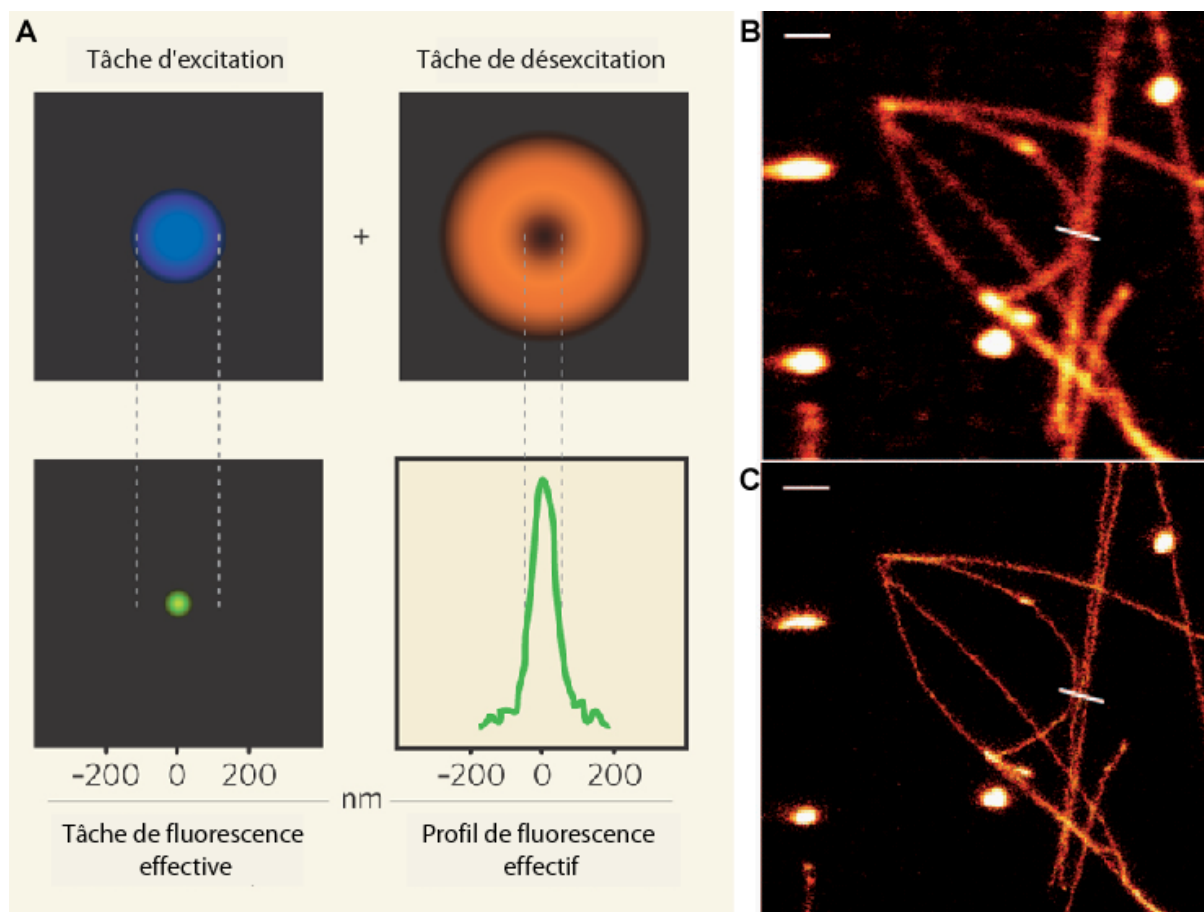 A
Tâche d'excitation
Tâche de désexcitation
+
-200 0 200
-200 0 200
nm
Tâche de fluorescence
effective
Profil de fluorescence
effectif
B
C